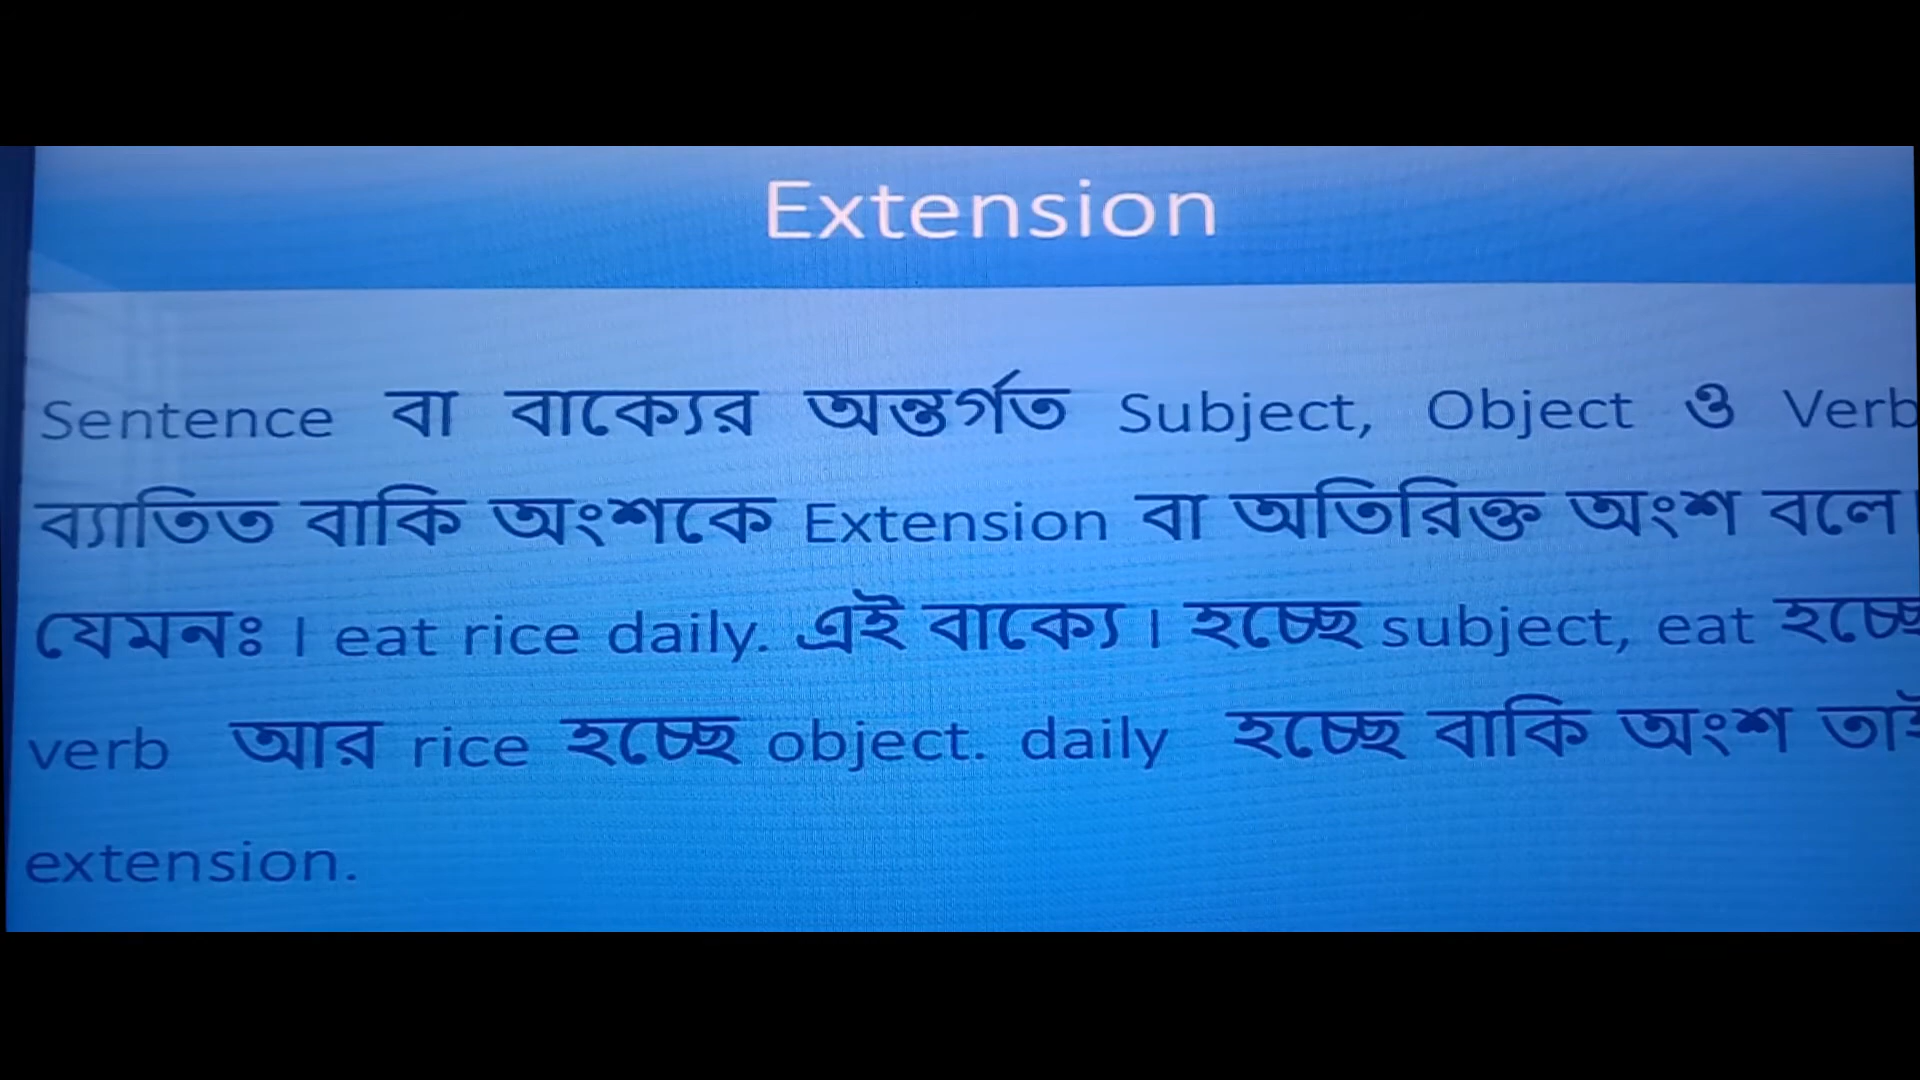 Extension
Sentence বা বাক্যের অন্তর্গত Subject, Object ও Verb
ব্যাতিত বাকি অংশকে Extension বা অতিরিক্ত অংশ বলে
যেমনঃ I eat rice daily. এই বাক্যে I হচ্ছে subject, eat হচ্ছে
verb আর rice হচ্ছে object. daily হচ্ছে বাকি অংশ তাই
extension.